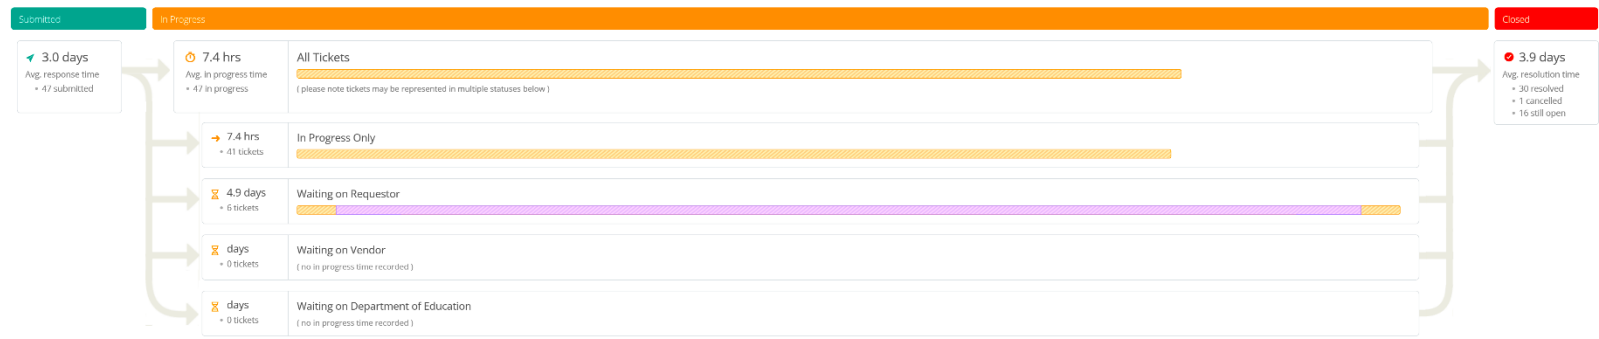 Submitted
In Progress
Closed
3.0 days
Avg. response time
47 submitted
7.4 hrs
Avg. in progress time
47 in progress
All Tickets
( please note tickets may be represented in multiple statuses below )
3.9 days
Avg. resolution time
30 resolved
1 cancelled
16 still open
7.4 hrs
41 tickets
In Progress Only
4.9 days
6 tickets
Waiting on Requestor
days
0 tickets
Waiting on Vendor
( no in progress time recorded )
days
0 tickets
Waiting on Department of Education
( no in progress time recorded )